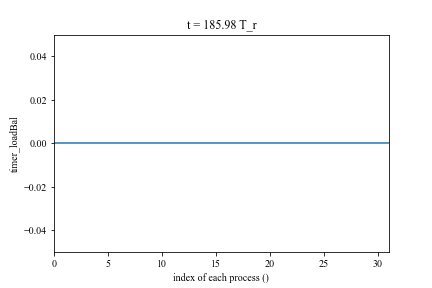 t = 185.98 T_r
0.04
0.02
0.00
−0.02
−0.04
timer_loadBal
0 5 10 15 20 25 30
index of each process ()